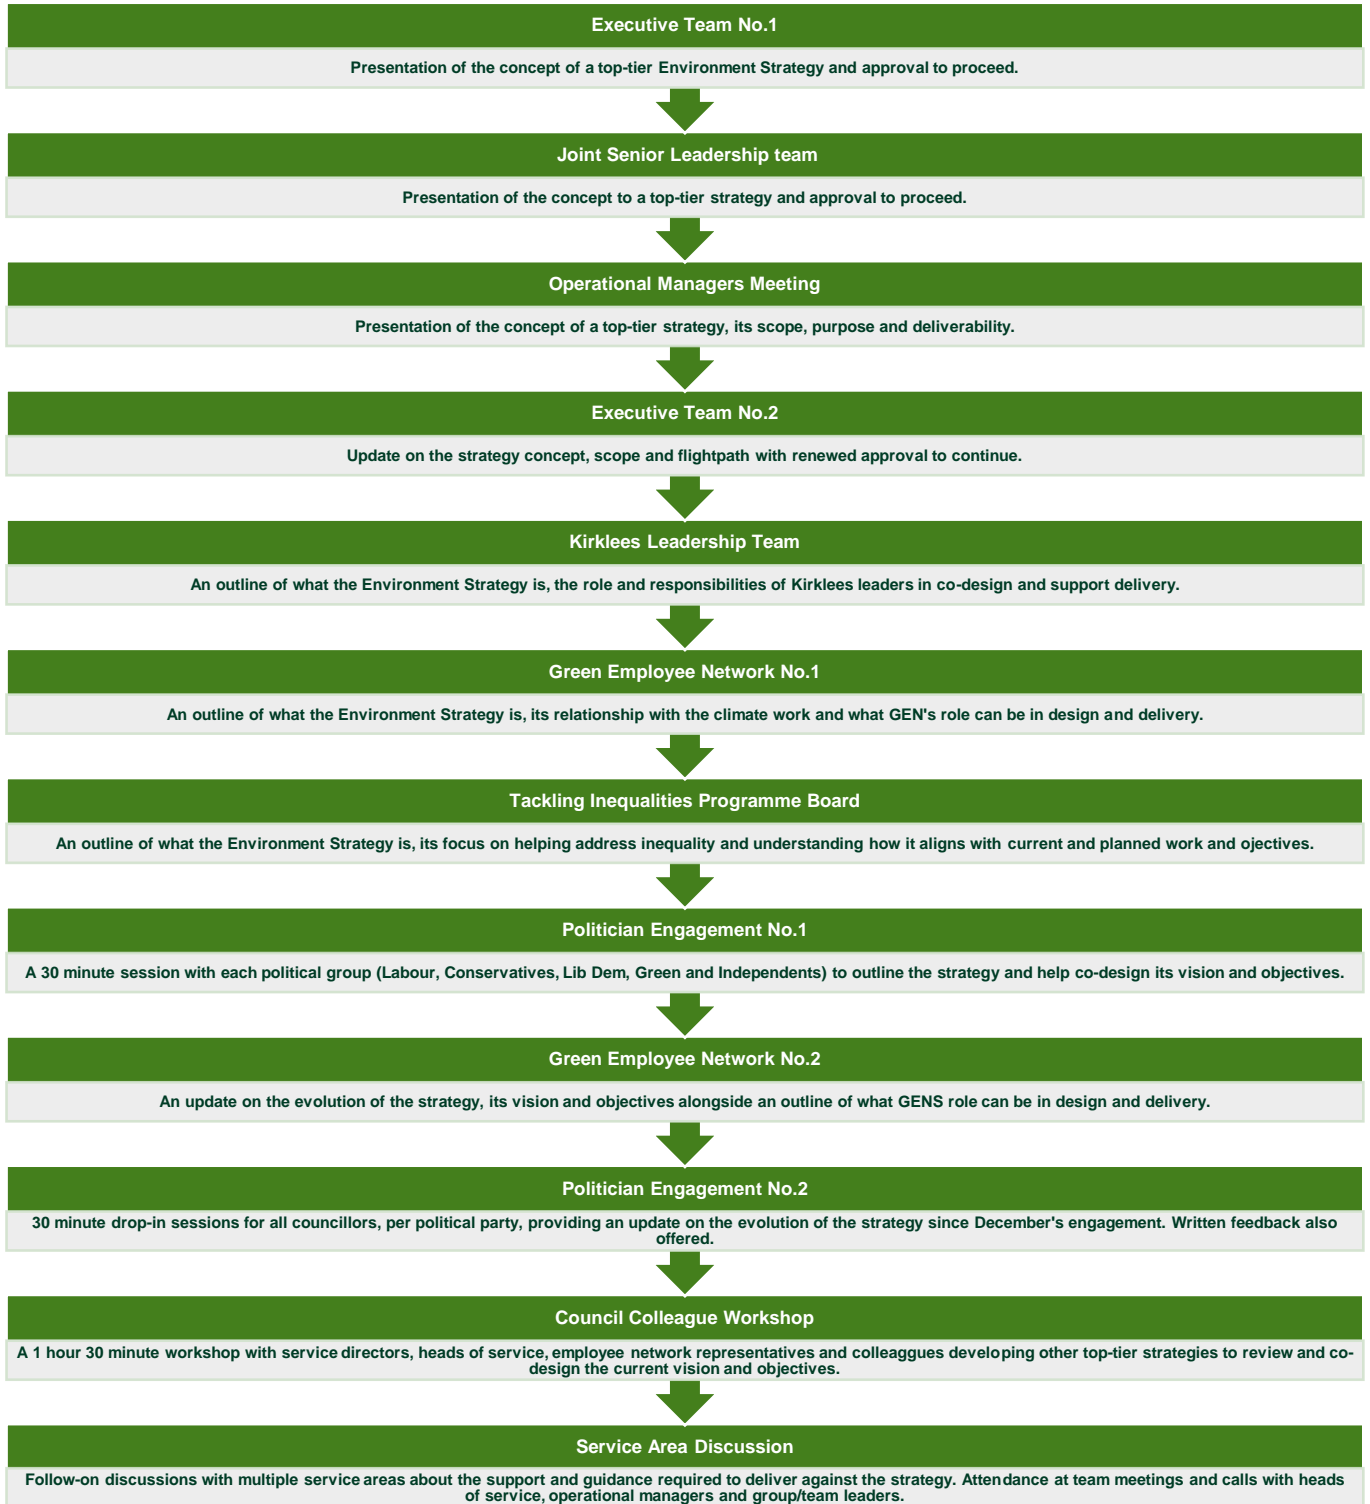 Executive Team No.1
Presentation of the concept of a top-tier Environment Strategy and approval to proceed.
Joint Senior Leadership team
Presentation of the concept to a top-tier strategy and approval to proceed.
Operational Managers Meeting
Presentation of the concept of a top-tier strategy, its scope, purpose and deliverability.
Executive Team No.2
Update on the strategy concept, scope and flightpath with renewed approval to continue.
Kirklees Leadership Team
An outline of what the Environment Strategy is, the role and responsibilities of Kirklees leaders in co-design and support delivery.
Green Employee Network No.1
An outline of what the Environment Strategy is, its relationship with the climate work and what GEN's role can be in design and delivery.
Tackling Inequalities Programme Board
An outline of what the Environment Strategy is, its focus on helping address inequality and understanding how it aligns with current and planned work and ojectives.
Politician Engagement No.1
A 30 minute session with each political group (Labour, Conservatives, Lib Dem, Green and Independents) to outline the strategy and help co-design its vision and objectives.
Green Employee Network No.2
An update on the evolution of the strategy, its vision and objectives alongside an outline of what GENS role can be in design and delivery.
Politician Engagement No.2
30 minute drop-in sessions for all councillors, per political party, providing an update on the evolution of the strategy since December's engagement. Written feedback also
offered.
Council Colleague Workshop
A 1 hour 30 minute workshop with service directors, heads of service, employee network representatives and colleaggues developing other top-tier strategies to review and co-
design the current vision and objectives.
Service Area Discussion
Follow-on discussions with multiple service areas about the support and guidance required to deliver against the strategy. Attendance at team meetings and calls with heads
of service, operational managers and group/team leaders.